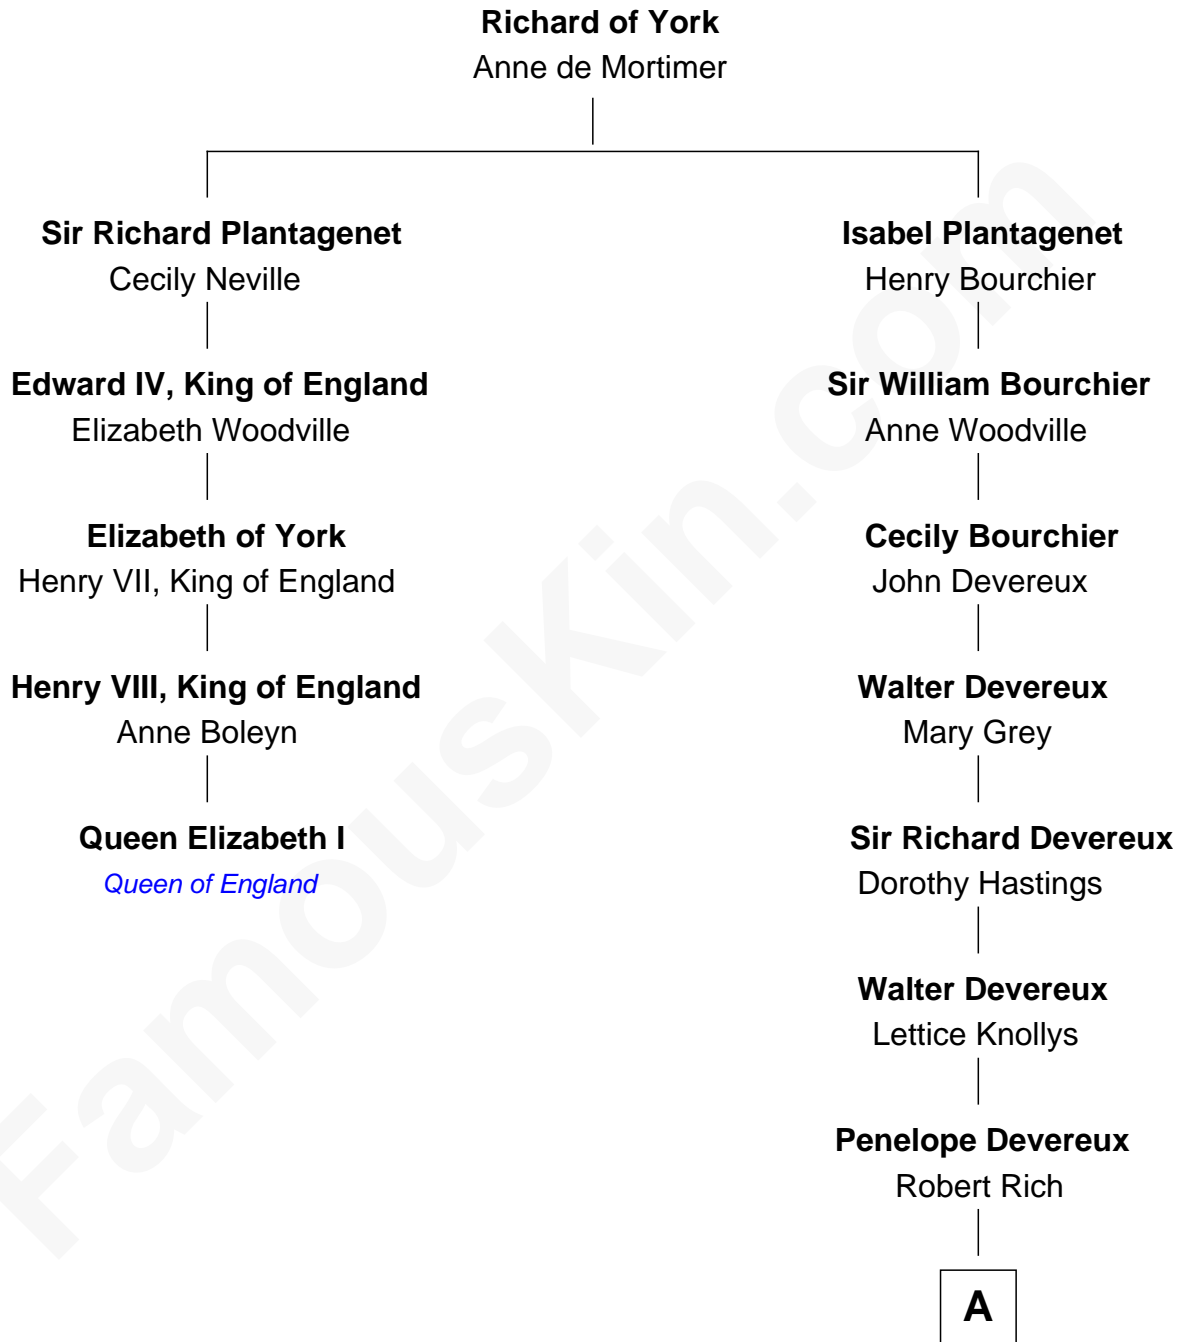 Richard of York
Anne de Mortimer
Sir Richard Plantagenet
Cecily Neville
Isabel Plantagenet
Henry Bourchier
Edward IV, King of England
Elizabeth Woodville
Sir William Bourchier
Anne Woodville
Elizabeth of York
Henry VII, King of England
Cecily Bourchier
John Devereux
Henry VIII, King of England
Anne Boleyn
Walter Devereux
Mary Grey
Queen Elizabeth I
Queen of England
Sir Richard Devereux
Dorothy Hastings
Walter Devereux
Lettice Knollys
Penelope Devereux
Robert Rich
A
FamousKin.com